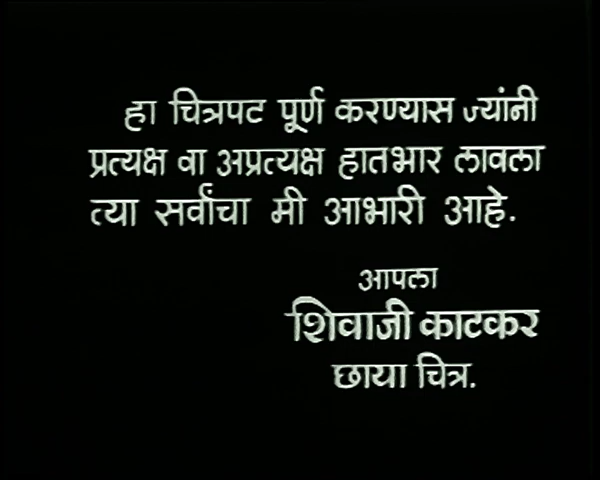 हा चित्रपट पूर्ण करण्यास ज्यांनी
प्रत्यक्ष वा अप्रत्यक्ष हातभार लावला
त्या सर्वांचा मी आभारी आहे.
आपला
शिवाजी काटकर
छाया चित्र.